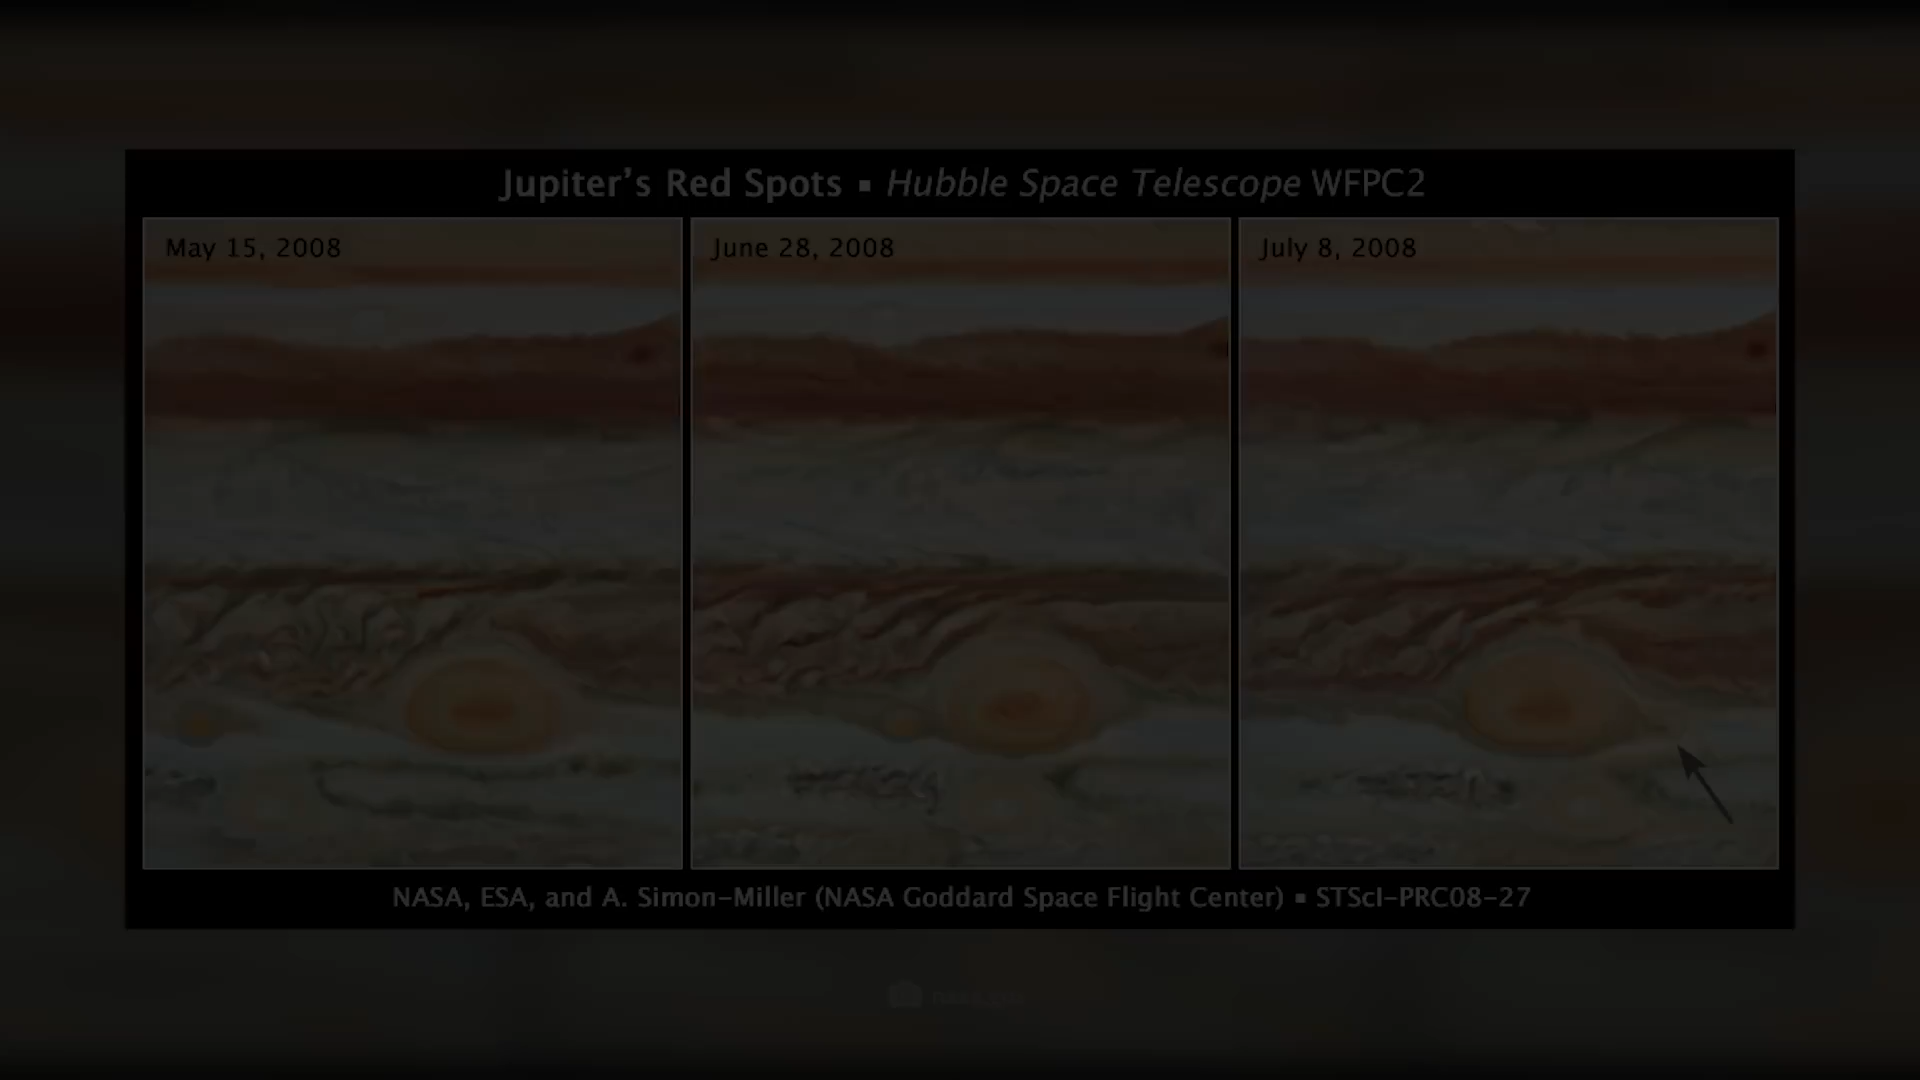 Jupiter’s Red Spots ▪ Hubble Space Telescope WFPC2
May 15, 2008
June 28, 2008
July 8, 2008
NASA, ESA, and A. Simon–Miller (NASA Goddard Space Flight Center) ▪ STScI–PRC08–27